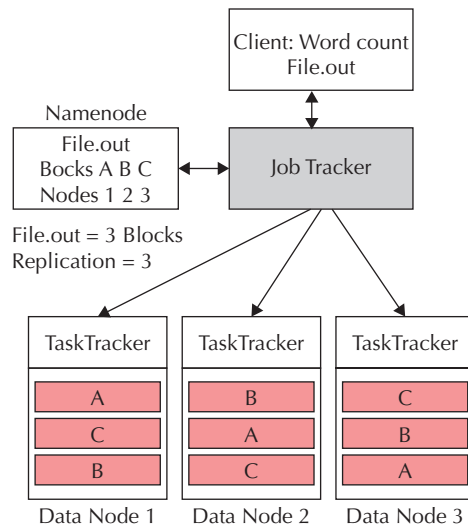 Client: Word count
File.out
Namenode
File.out
Bocks A B C
Nodes 1 2 3
Job Tracker
File.out = 3 Blocks
Replication = 3
TaskTracker
TaskTracker
TaskTracker
A
C
B
B
A
C
C
B
A
Data Node 1
Data Node 2
Data Node 3